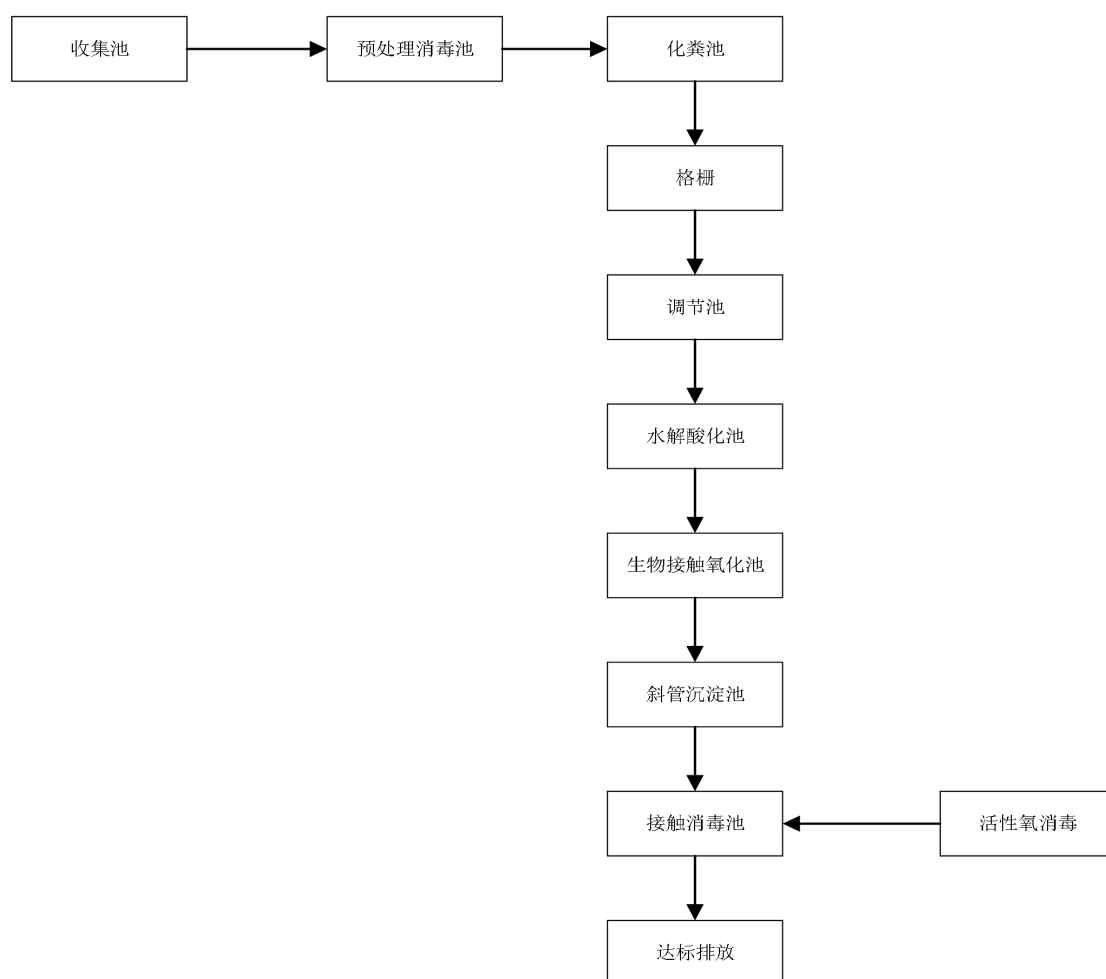 收集池
预处理消毒池
化粪池
格栅
调节池
水解酸化池
生物接触氧化池
斜管沉淀池
接触消毒池
活性氧消毒
达标排放